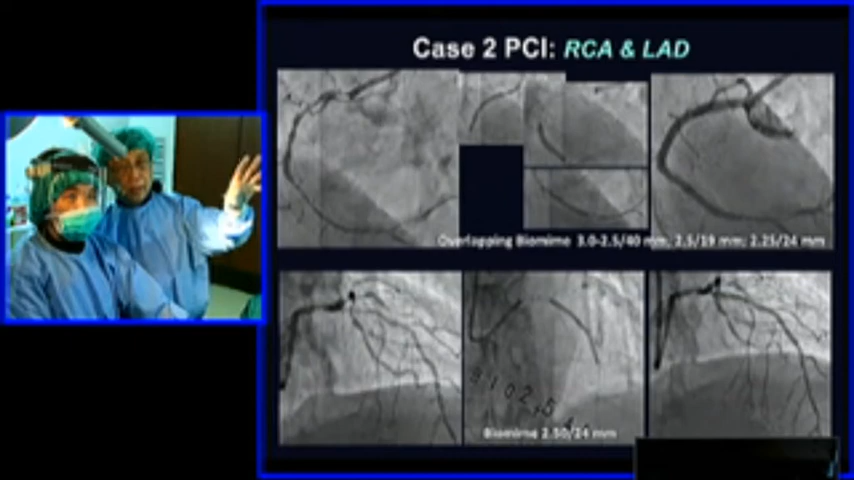 Case 2 PCI: RCA & LAD
Overlapping Biomime 3.0-2.5/40 mm, 2.5/19 mm; 2.25/24 mm
Biomime 2.50/24 mm